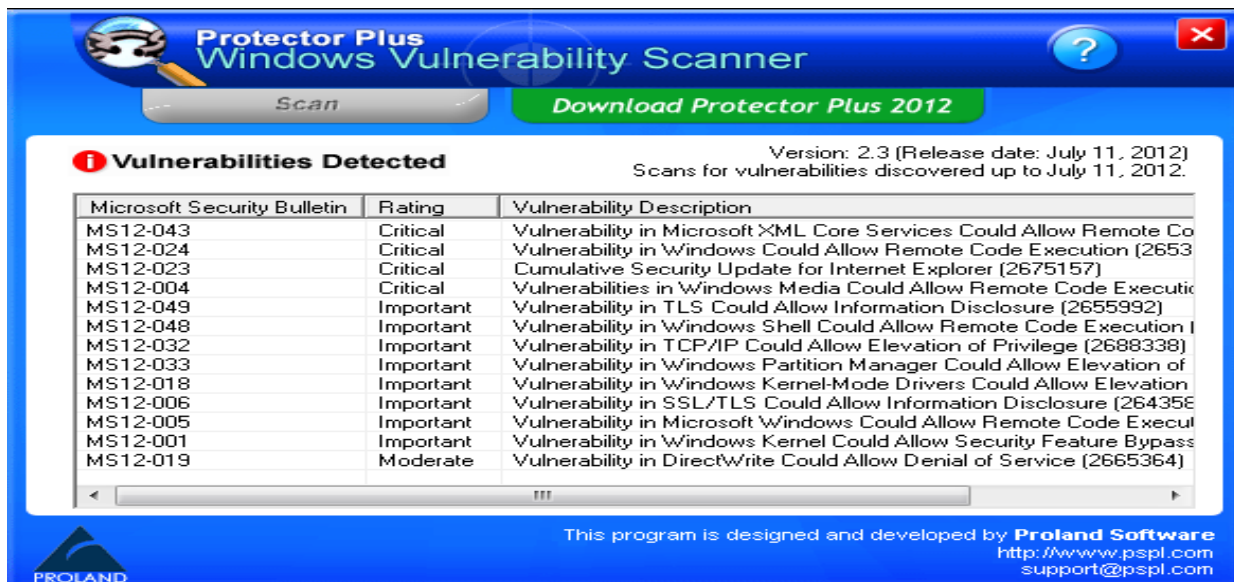 Protector Plus
Windows Vulnerability Scanner
?
Scan
Download Protector Plus 2012
Vulnerabilities Detected
Version: 2.3 (Release date: July 11, 2012)
Scans for vulnerabilities discovered up to July 11, 2012.
Microsoft Security Bulletin Rating Vulnerability Description
MS12-043 Critical Vulnerability in Microsoft XML Core Services Could Allow Remote Co
MS12-024 Critical Vulnerability in Windows Could Allow Remote Code Execution (2653
MS12-023 Critical Cumulative Security Update for Internet Explorer (2675157)
MS12-004 Critical Vulnerabilities in Windows Media Could Allow Remote Code Executio
MS12-049 Important Vulnerability in TLS Could Allow Information Disclosure (2655992)
MS12-048 Important Vulnerability in Windows Shell Could Allow Remote Code Execution (
MS12-032 Important Vulnerability in TCP/IP Could Allow Elevation of Privilege (2688338)
MS12-033 Important Vulnerability in Windows Partition Manager Could Allow Elevation of
MS12-018 Important Vulnerability in Windows Kernel-Mode Drivers Could Allow Elevation
MS12-006 Important Vulnerability in SSL/TLS Could Allow Information Disclosure (264358
MS12-005 Important Vulnerability in Microsoft Windows Could Allow Remote Code Execut
MS12-001 Important Vulnerability in Windows Kernel Could Allow Security Feature Bypass
MS12-019 Moderate Vulnerability in DirectWrite Could Allow Denial of Service (2665364)
This program is designed and developed by Proland Software
http://www.pspl.com
support@pspl.com
PROLAND